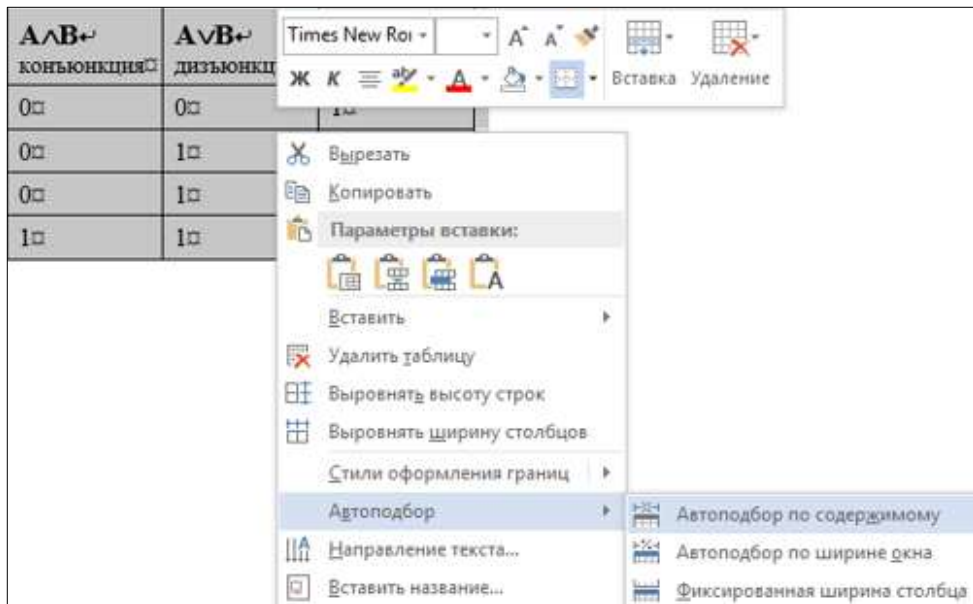 A∧B↵ A∨B↵ Times New Roı
конъюнкция¤ дизъюнкц Ж К Вставка Удаление
0¤ 0¤ 1¤
0¤ 1¤
0¤ 1¤
1¤ 1¤
Вырезать
Копировать
Параметры вставки:
Вставить
Удалить таблицу
Выровнять высоту строк
Выровнять ширину столбцов
Стили оформления границ
Автоподбор
Автоподбор по содержимому
Автоподбор по ширине окна
Направление текста...
Вставить название...
Фиксированная ширина столбца